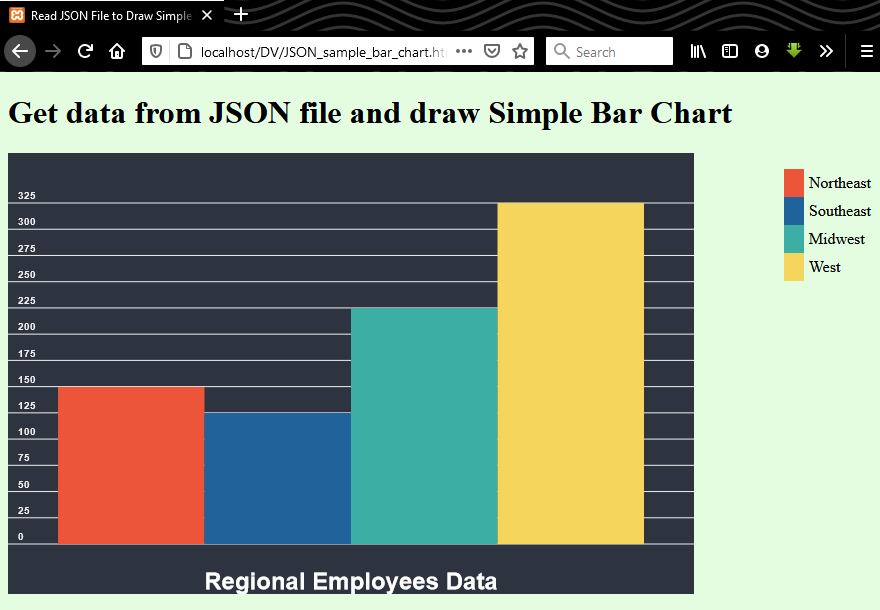 Read JSON File to Draw Simple
localhost/DV/JSON_sample_bar_chart.ht
Search
Get data from JSON file and draw Simple Bar Chart
325
300
275
250
225
200
175
150
125
100
75
50
25
0
Regional Employees Data
Northeast
Southeast
Midwest
West